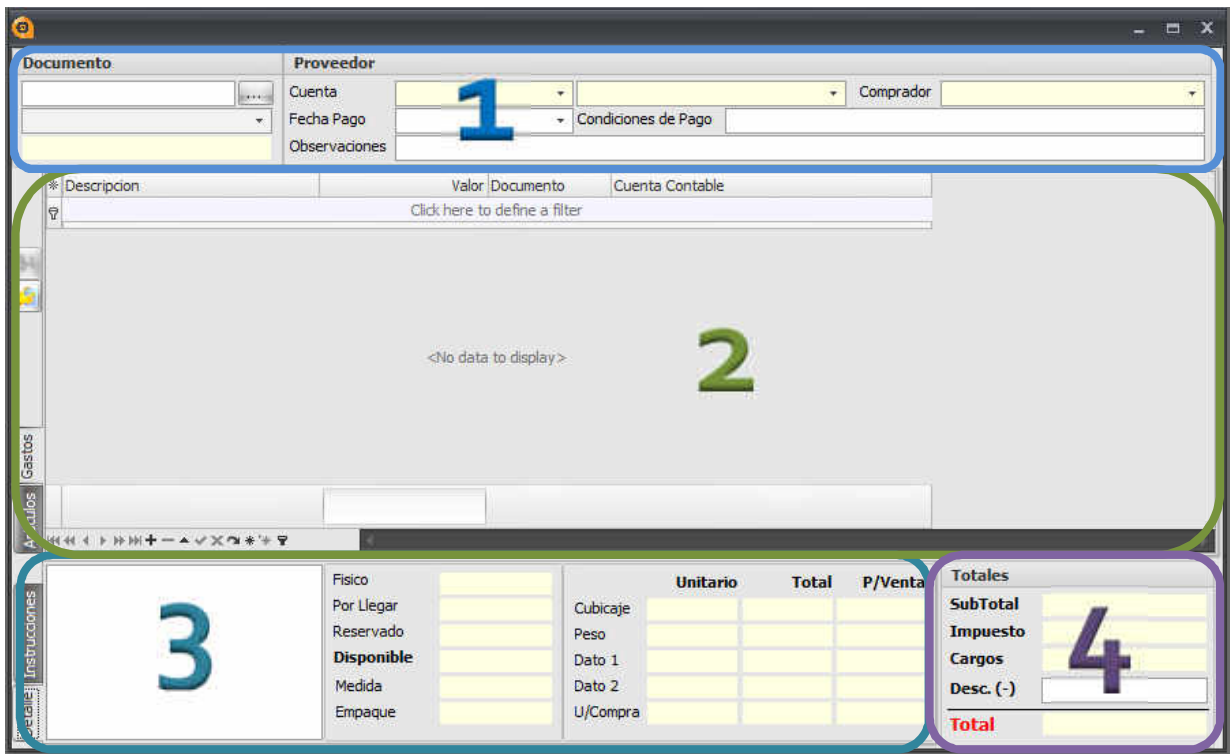 Documento
Proveedor
...
Cuenta
Comprador
Fecha Pago
Condiciones de Pago
Observaciones
1
Descripcion Valor Documento Cuenta Contable
Click here to define a filter
<No data to display>
2
Gastos
Articulos
Instrucciones
Detalle
3
Fisico
Por Llegar
Reservado
Disponible
Medida
Empaque
Unitario Total P/Venta
Cubicaje
Peso
Dato 1
Dato 2
U/Compra
Totales
SubTotal
Impuesto
Cargos
Desc. (-)
Total
4